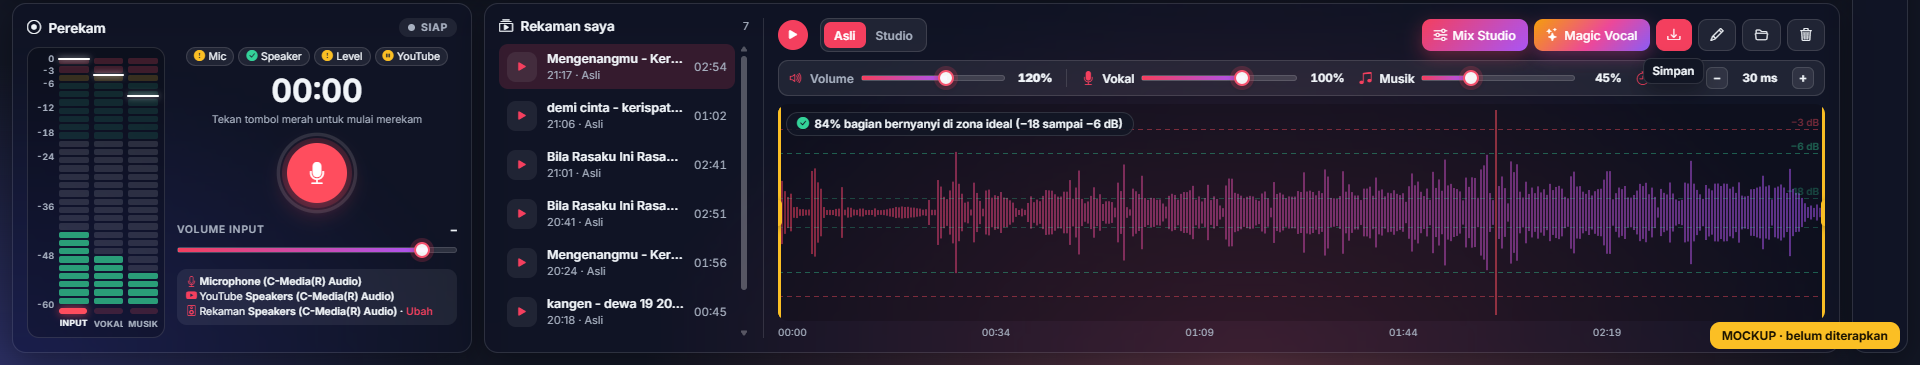 Perekam
SIAP
0
-3
-6
-12
-18
-24
-36
-48
-60
INPUT
VOKAL
MUSIK
Mic
Speaker
Level
YouTube
00:00
Tekan tombol merah untuk mulai merekam
VOLUME INPUT
–
Microphone (C-Media(R) Audio)
YouTube Speakers (C-Media(R) Audio)
Rekaman Speakers (C-Media(R) Audio) · Ubah
Rekaman saya
7
Mengenangmu - Ker...
21:17 · Asli
02:54
demi cinta - kerispat...
21:06 · Asli
01:02
Bila Rasaku Ini Rasa...
21:01 · Asli
02:41
Bila Rasaku Ini Rasa...
20:41 · Asli
02:51
Mengenangmu - Ker...
20:24 · Asli
01:56
kangen - dewa 19 20...
20:18 · Asli
00:45
Asli
Studio
Mix Studio
Magic Vocal
Volume
120%
Vokal
100%
Musik
45%
Simpan
−
30 ms
+
84% bagian bernyanyi di zona ideal (−18 sampai −6 dB)
−3 dB
−6 dB
00:00
00:34
01:09
01:44
02:19
MOCKUP · belum diterapkan